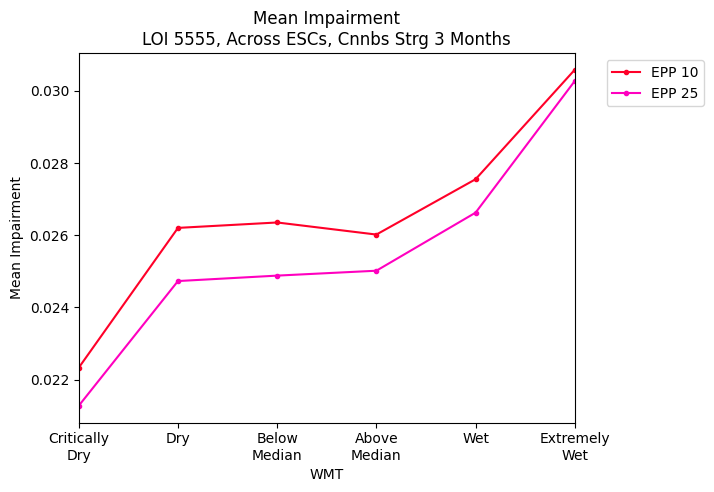 Mean Impairment
LOI 5555, Across ESCs, Cnnbs Strg 3 Months
EPP 10
EPP 25
Mean Impairment
0.030
0.028
0.026
0.024
0.022
Critically
Dry
Dry
Below
Median
Above
Median
Wet
Extremely
Wet
WMT